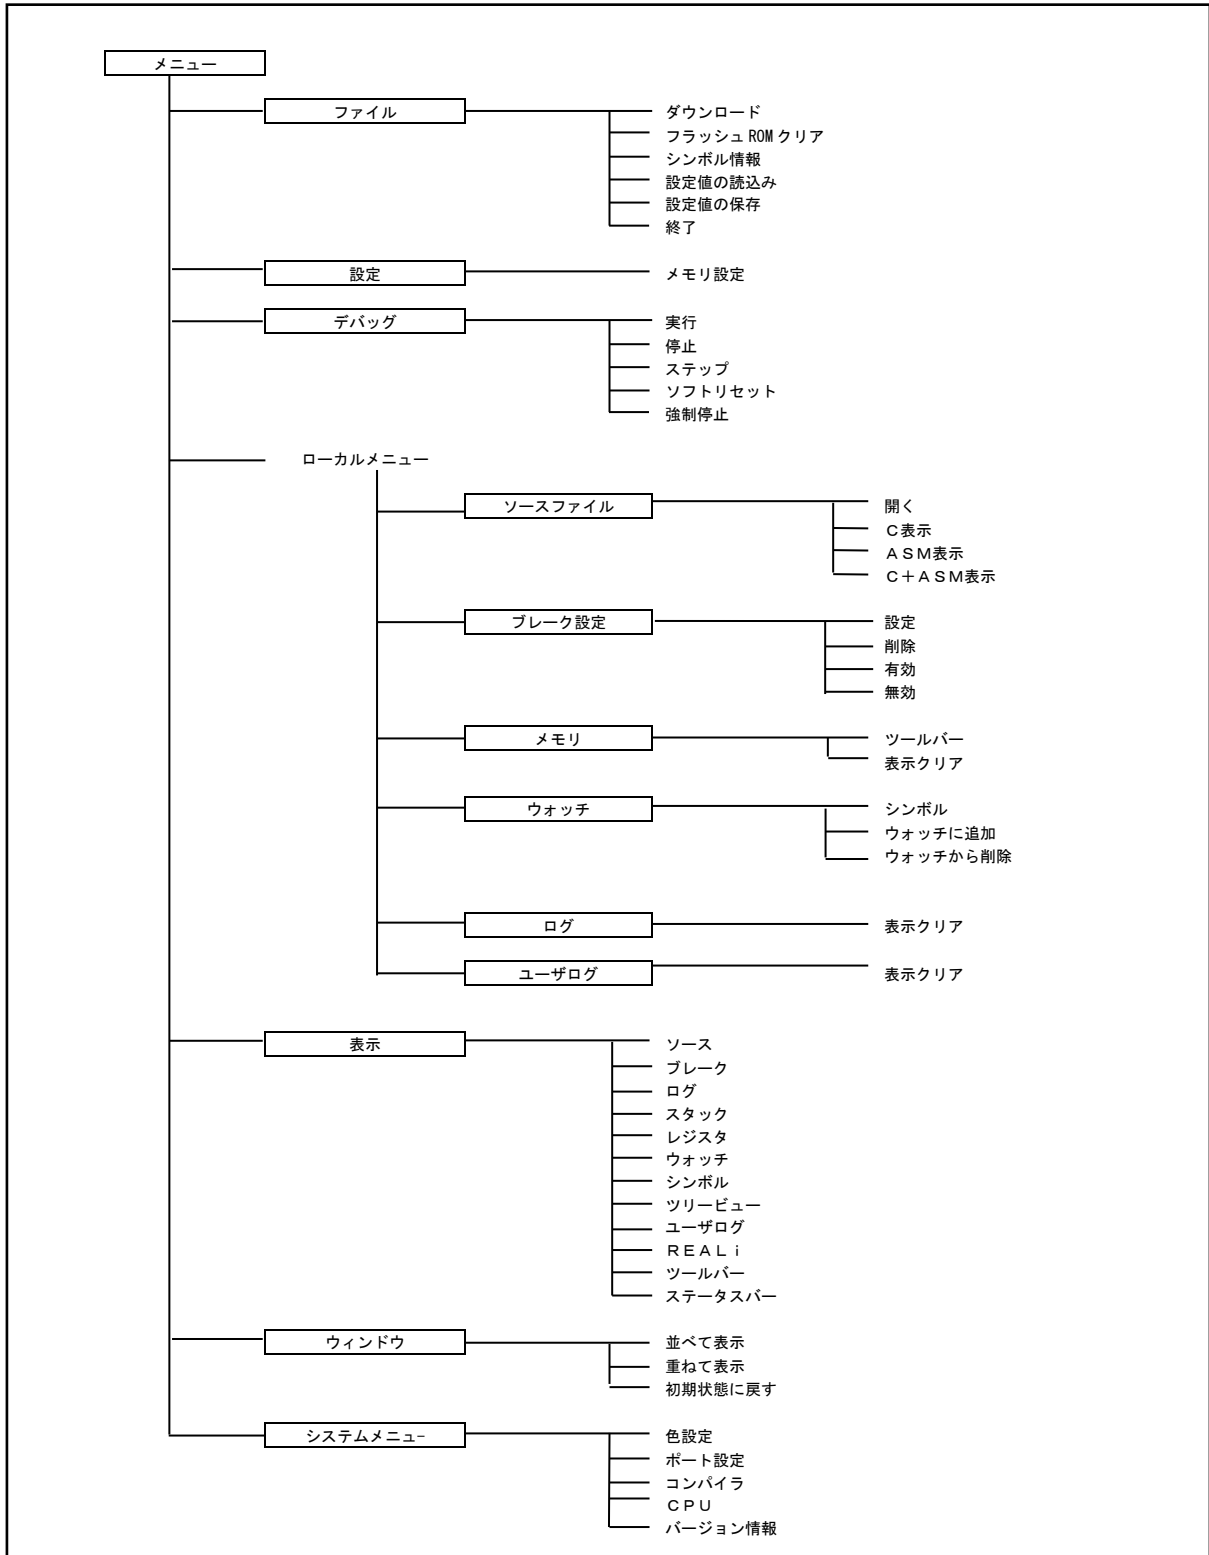 メニュー
ファイル
ダウンロード
フラッシュROMクリア
シンボル情報
設定値の読込み
設定値の保存
終了
設定
メモリ設定
デバッグ
実行
停止
ステップ
ソフトリセット
強制停止
ローカルメニュー
ソースファイル
開く
C表示
ASM表示
C+ASM表示
ブレーク設定
設定
削除
有効
無効
メモリ
ツールバー
表示クリア
ウォッチ
シンボル
ウォッチに追加
ウォッチから削除
ログ
表示クリア
ユーザログ
表示クリア
表示
ソース
ブレーク
ログ
スタック
レジスタ
ウォッチ
シンボル
ツリービュー
ユーザログ
REALi
ツールバー
ステータスバー
ウィンドウ
並べて表示
重ねて表示
初期状態に戻す
システムメニュ-
色設定
ポート設定
コンパイラ
CPU
バージョン情報